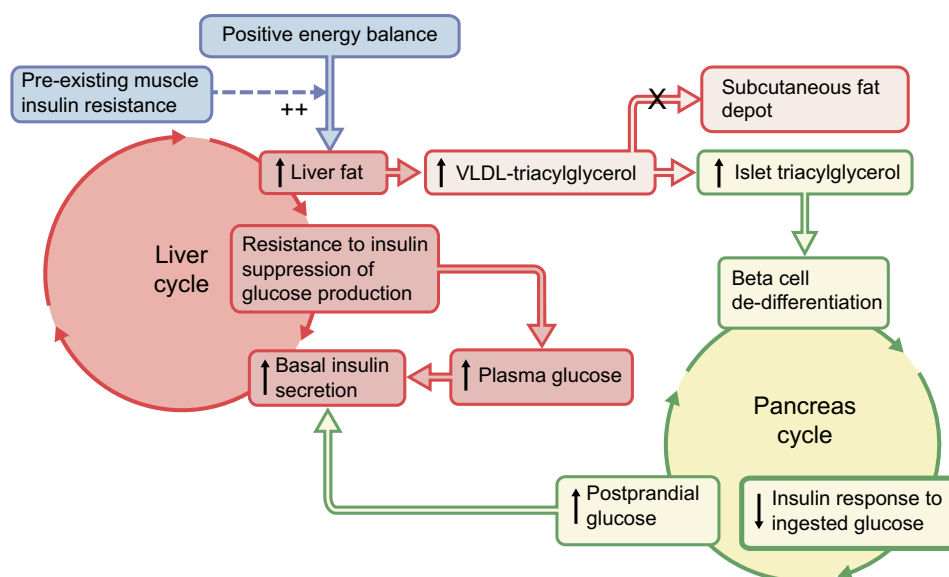 Positive energy balance
Pre-existing muscle
insulin resistance
++
Subcutaneous fat
depot
X
↑ Liver fat
↑ VLDL-triacylglycerol
↑ Islet triacylglycerol
Liver
cycle
Resistance to insulin
suppression of
glucose production
Beta cell
de-differentiation
↑ Basal insulin
secretion
↑ Plasma glucose
Pancreas
cycle
↑ Postprandial
glucose
↓ Insulin response to
ingested glucose